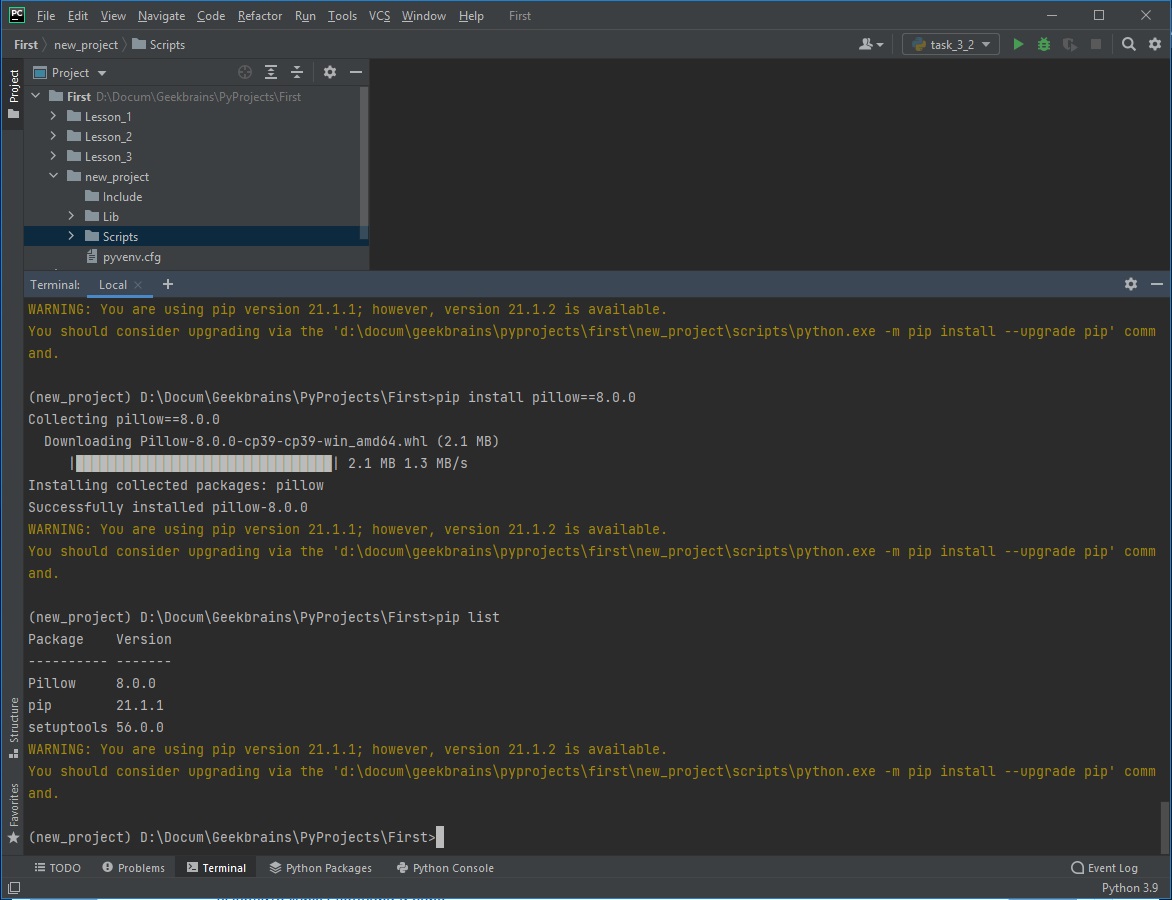 PC File Edit View Navigate Code Refactor Run Tools VCS Window Help First
First new_project Scripts task_3_2
Project
Project
First D:\Docum\Geekbrains\PyProjects\First
Lesson_1
Lesson_2
Lesson_3
new_project
Include
Lib
Scripts
pyvenv.cfg
Terminal: Local
WARNING: You are using pip version 21.1.1; however, version 21.1.2 is available.
You should consider upgrading via the 'd:\docum\geekbrains\pyprojects\first\new_project\scripts\python.exe -m pip install --upgrade pip' comm
and.
(new_project) D:\Docum\Geekbrains\PyProjects\First>pip install pillow==8.0.0
Collecting pillow==8.0.0
Downloading Pillow-8.0.0-cp39-cp39-win_amd64.whl (2.1 MB)
| | 2.1 MB 1.3 MB/s
Installing collected packages: pillow
Successfully installed pillow-8.0.0
WARNING: You are using pip version 21.1.1; however, version 21.1.2 is available.
You should consider upgrading via the 'd:\docum\geekbrains\pyprojects\first\new_project\scripts\python.exe -m pip install --upgrade pip' comm
and.
(new_project) D:\Docum\Geekbrains\PyProjects\First>pip list
Package Version
---------- -------
Pillow 8.0.0
pip 21.1.1
setuptools 56.0.0
WARNING: You are using pip version 21.1.1; however, version 21.1.2 is available.
You should consider upgrading via the 'd:\docum\geekbrains\pyprojects\first\new_project\scripts\python.exe -m pip install --upgrade pip' comm
and.
(new_project) D:\Docum\Geekbrains\PyProjects\First>
Structure
Favorites
TODO Problems Terminal Python Packages Python Console Event Log
Python 3.9